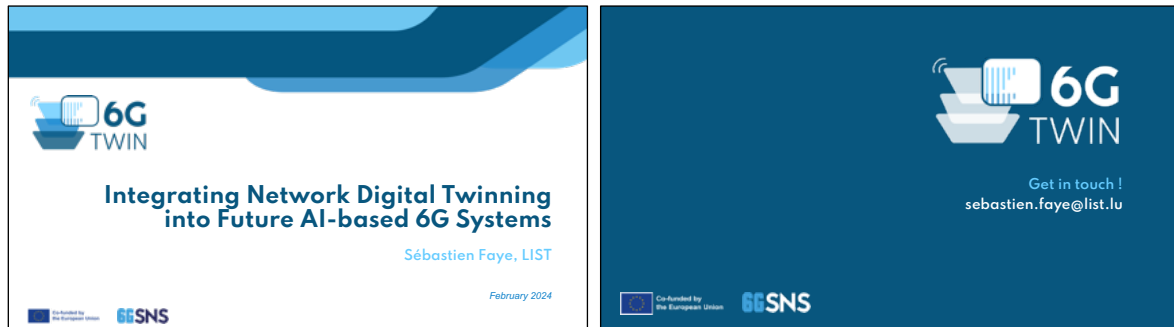 6G
TWIN
Integrating Network Digital Twinning
into Future AI-based 6G Systems
Sébastien Faye, LIST
February 2024
Co-funded by
the European Union
6GSNS
6G
TWIN
Get in touch !
sebastien.faye@list.lu
Co-funded by
the European Union
6GSNS